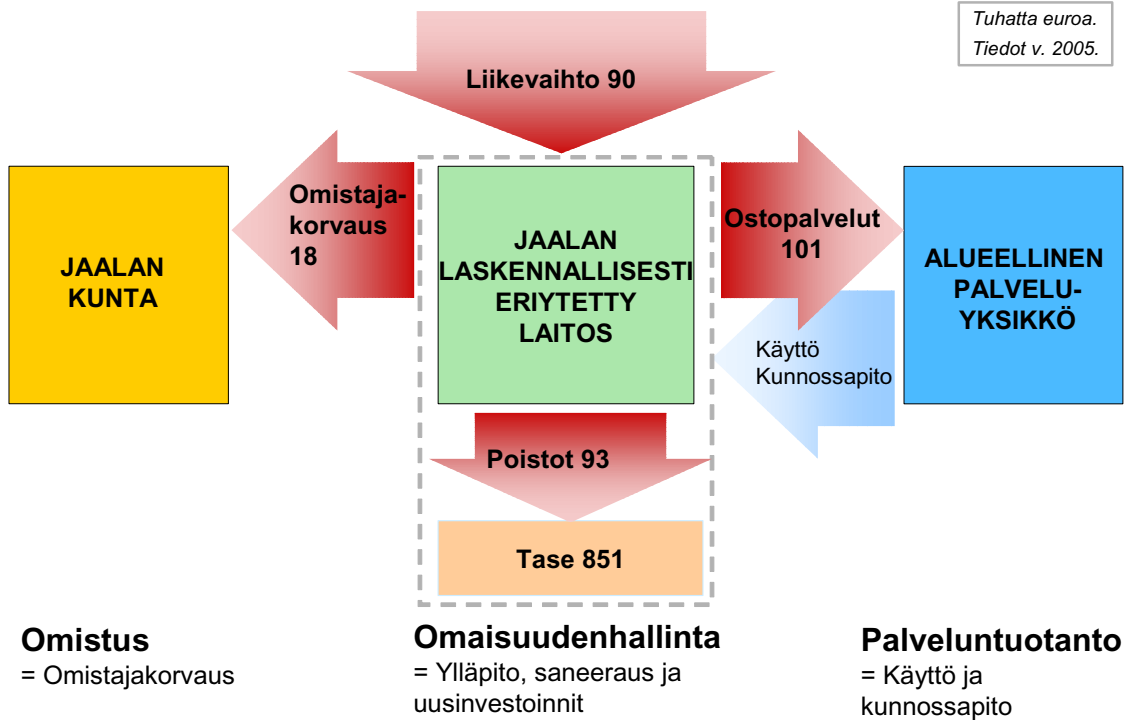 Tuhatta euroa.
Tiedot v. 2005.
Liikevaihto 90
Omistaja-
korvaus
18
Ostopalvelut
101
JAALAN
KUNTA
JAALAN
LASKENNALLISESTI
ERIYTETTY
LAITOS
ALUEELLINEN
PALVELU-
YKSIKKÖ
Käyttö
Kunnossapito
Poistot 93
Tase 851
Omistus
= Omistajakorvaus
Omaisuudenhallinta
= Ylläpito, saneeraus ja
uusinvestoinnit
Palveluntuotanto
= Käyttö ja
kunnossapito